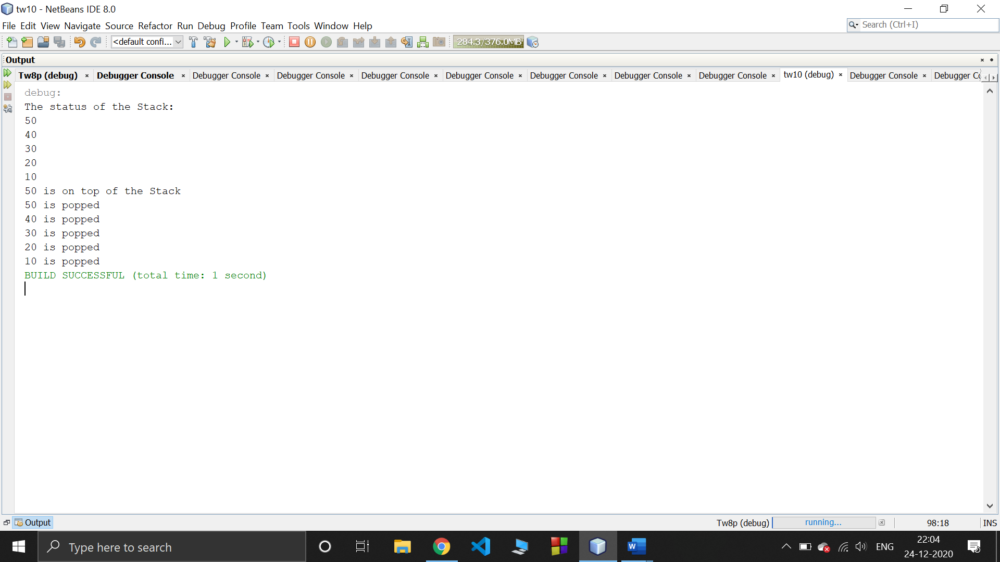 tw10 - NetBeans IDE 8.0
File Edit View Navigate Source Refactor Run Debug Profile Team Tools Window Help
Search (Ctrl+I)
<default confi...
284.3/376.0MB
Output
Tw8p (debug) Debugger Console Debugger Console Debugger Console Debugger Console Debugger Console Debugger Console Debugger Console Debugger Console tw10 (debug) Debugger Console Debugger Co
debug:
The status of the Stack:
50
40
30
20
10
50 is on top of the Stack
50 is popped
40 is popped
30 is popped
20 is popped
10 is popped
BUILD SUCCESSFUL (total time: 1 second)
Output
Tw8p (debug) running... 98:18 INS
Type here to search
ENG
22:04
24-12-2020